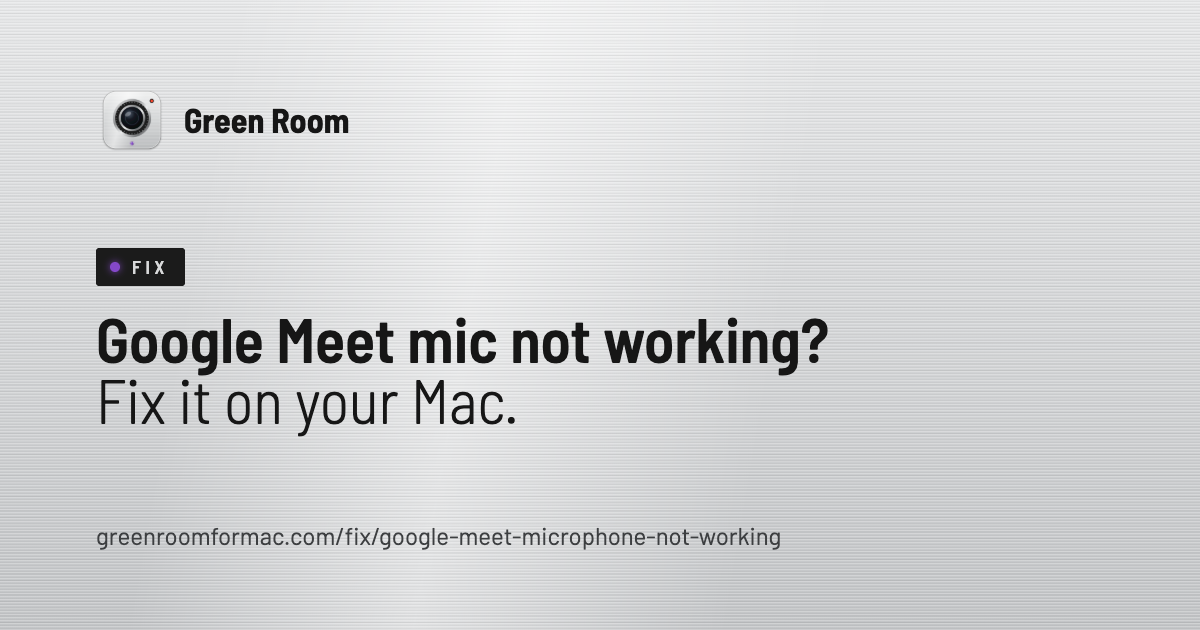 Green Room
FIX
Google Meet mic not working?
Fix it on your Mac.
greenroomformac.com/fix/google-meet-microphone-not-working